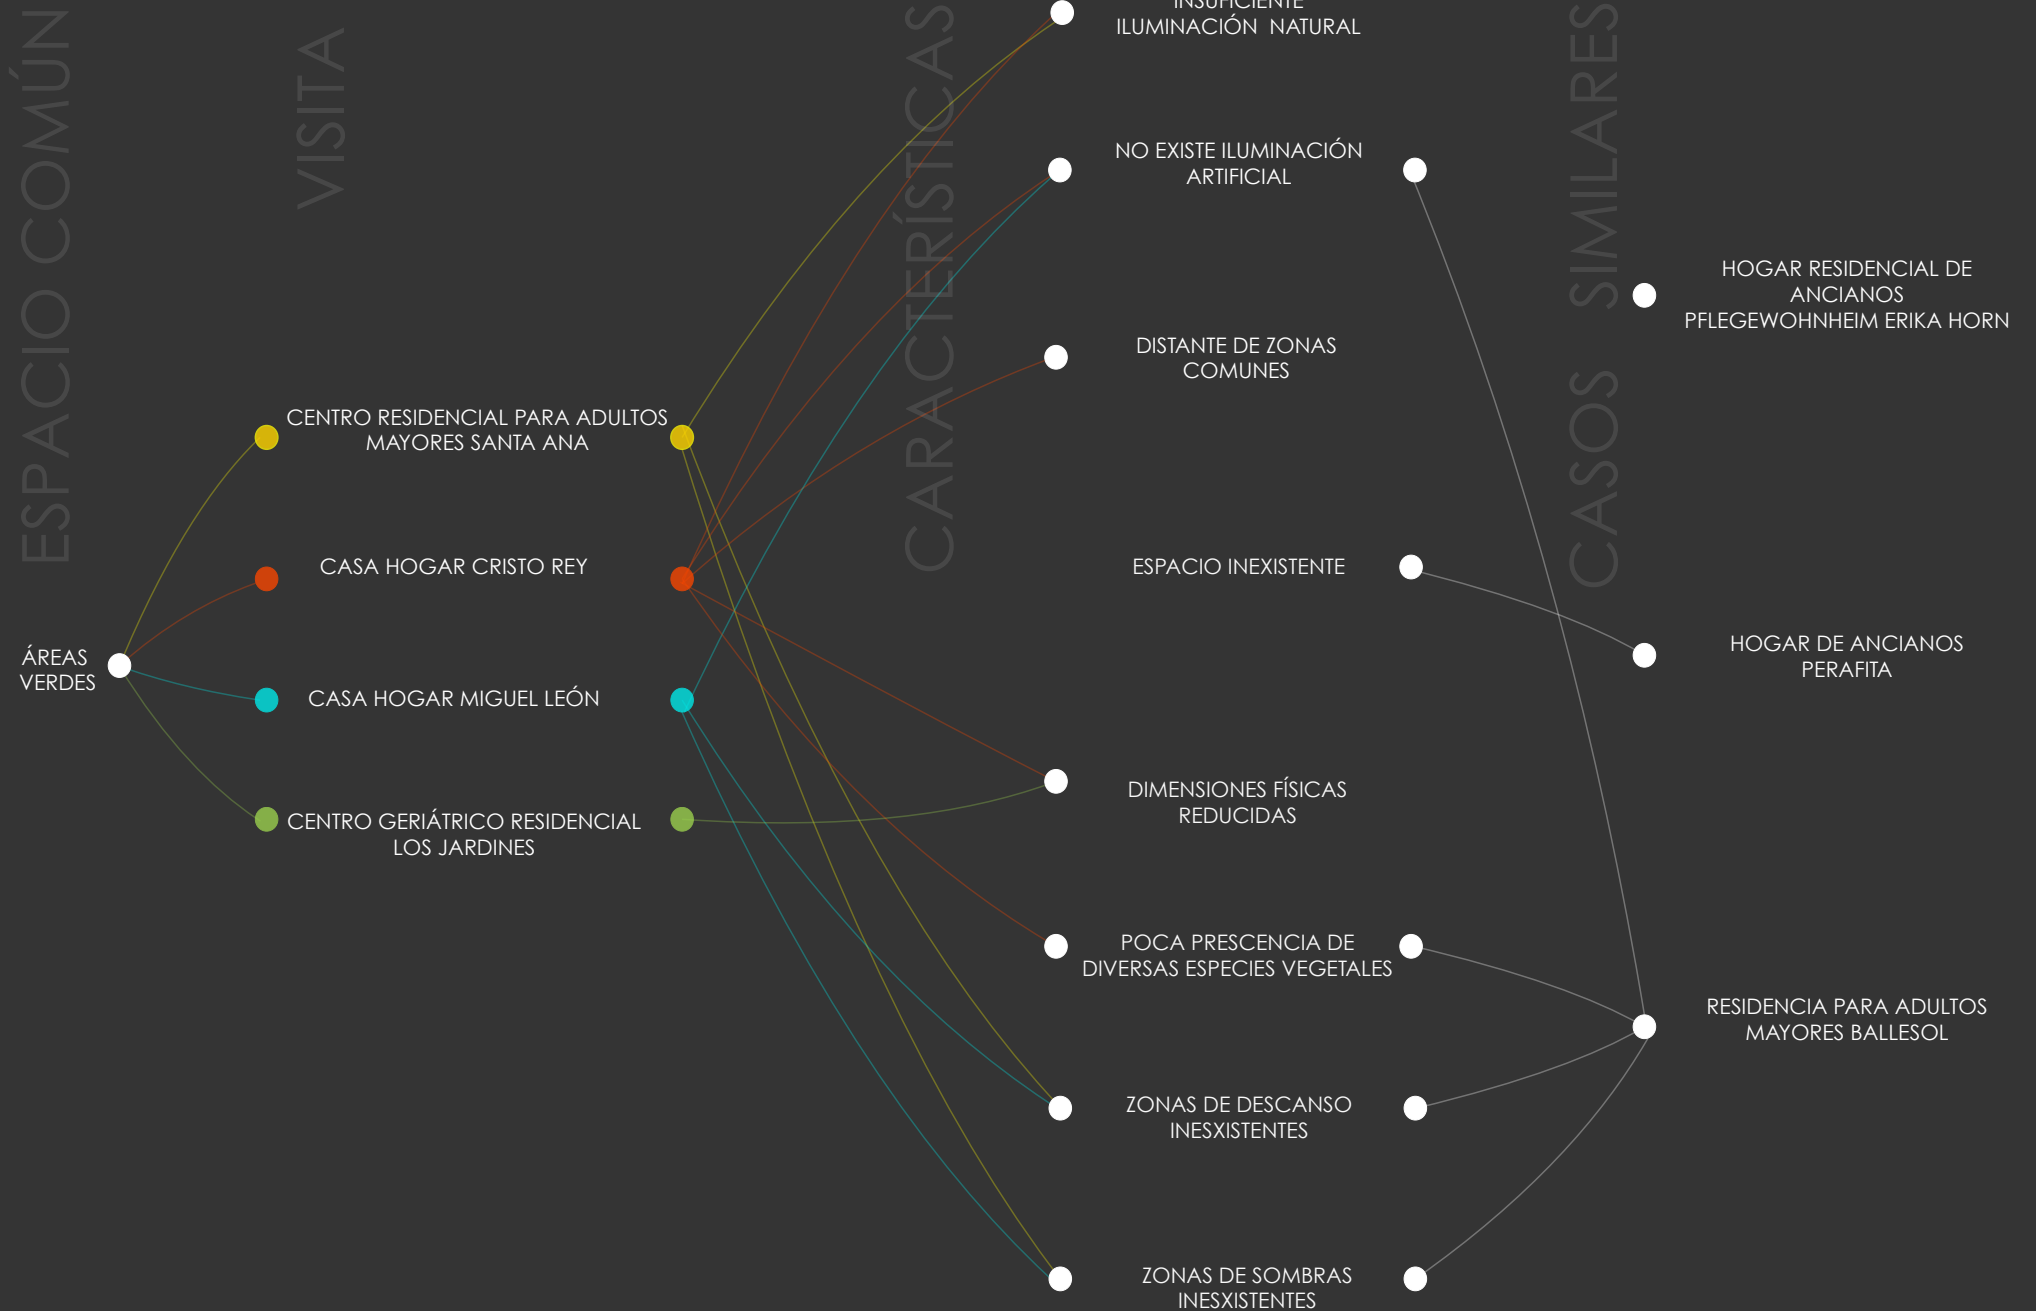 ESPACIO COMÚN
VISITA
CARACTERÍSTICAS
CASOS SIMILARES
ÁREAS
VERDES
CENTRO RESIDENCIAL PARA ADULTOS
MAYORES SANTA ANA
CASA HOGAR CRISTO REY
CASA HOGAR MIGUEL LEÓN
CENTRO GERIÁTRICO RESIDENCIAL
LOS JARDINES
INSUFICIENTE
ILUMINACIÓN NATURAL
NO EXISTE ILUMINACIÓN
ARTIFICIAL
DISTANTE DE ZONAS
COMUNES
ESPACIO INEXISTENTE
DIMENSIONES FÍSICAS
REDUCIDAS
POCA PRESCENCIA DE
DIVERSAS ESPECIES VEGETALES
ZONAS DE DESCANSO
INESXISTENTES
ZONAS DE SOMBRAS
INESXISTENTES
HOGAR RESIDENCIAL DE
ANCIANOS
PFLEGEWOHNHEIM ERIKA HORN
HOGAR DE ANCIANOS
PERAFITA
RESIDENCIA PARA ADULTOS
MAYORES BALLESOL